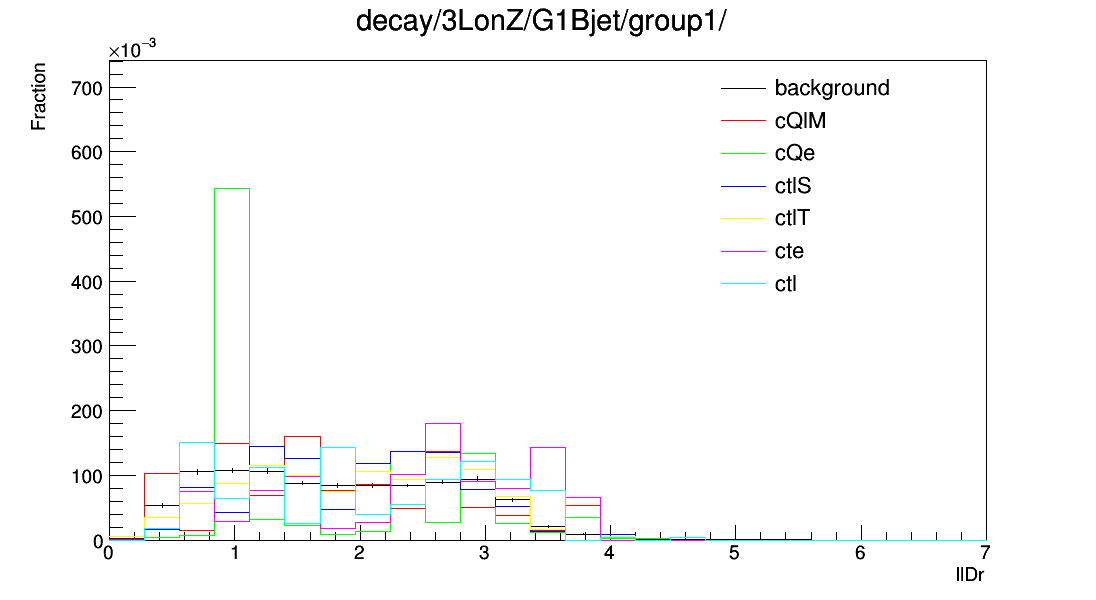 decay/3LonZ/G1Bjet/group1/
×10⁻³
Fraction
700
600
500
400
300
200
100
0
background
cQlM
cQe
ctlS
ctlT
cte
ctl
0 1 2 3 4 5 6 7
llDr